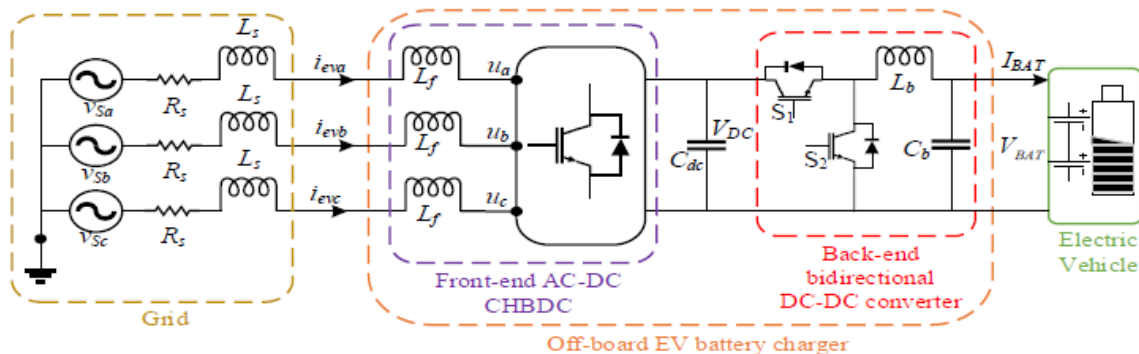 L_s
L_s
L_s
R_s
R_s
R_s
v_Sa
v_Sb
v_Sc
i_eva
i_evb
i_evc
L_f
L_f
L_f
u_a
u_b
u_c
V_DC
C_dc
S_1
S_2
L_b
C_b
I_BAT
V_BAT
Grid
Front-end AC-DC
CHBDC
Back-end
bidirectional
DC-DC converter
Electric
Vehicle
Off-board EV battery charger